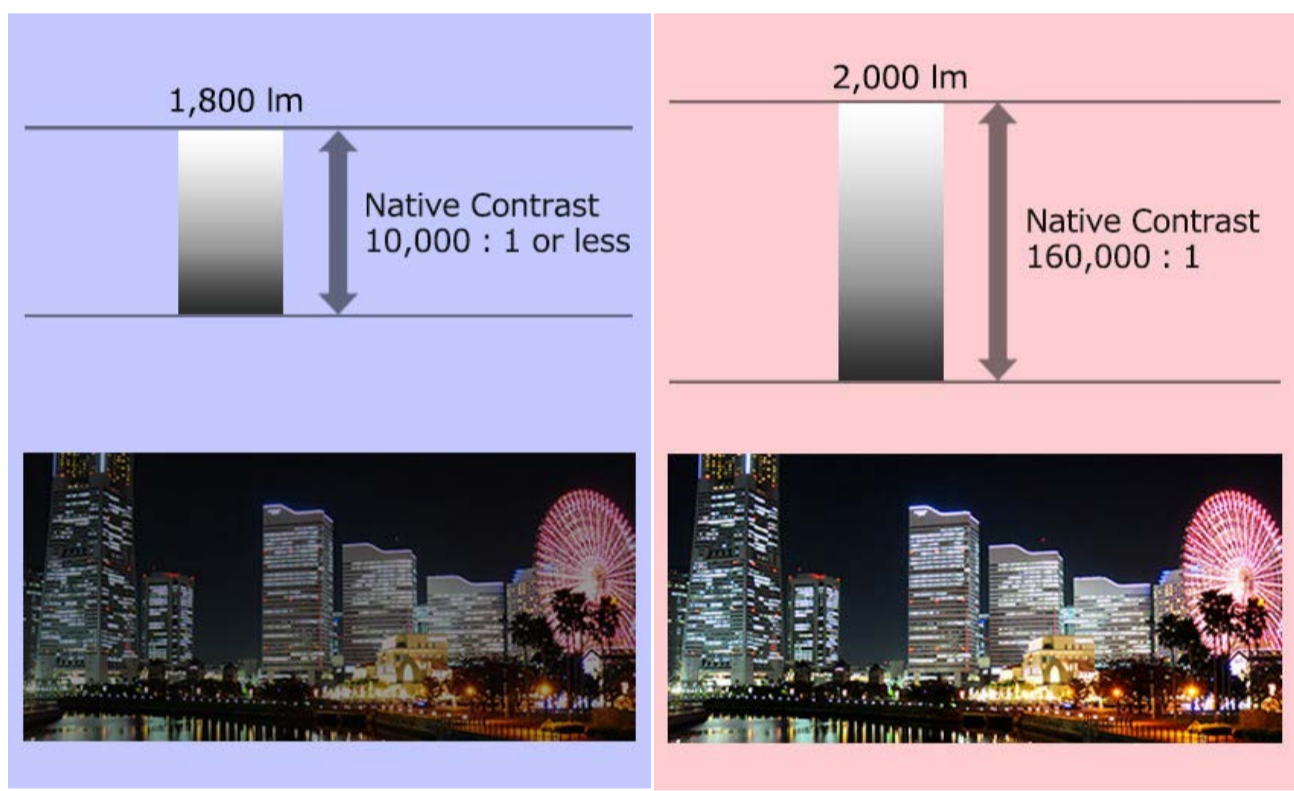 1,800 lm
Native Contrast
10,000 : 1 or less
2,000 lm
Native Contrast
160,000 : 1